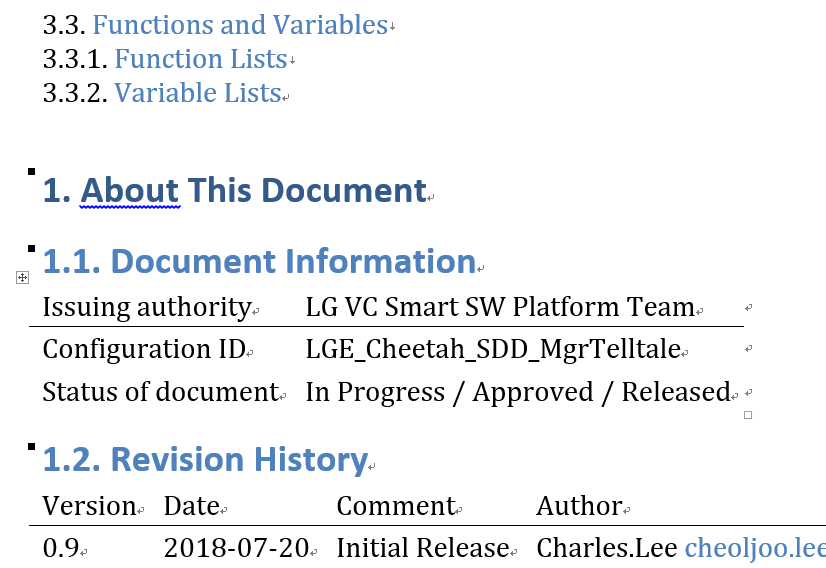 3.3. Functions and Variables
3.3.1. Function Lists
3.3.2. Variable Lists
1. About This Document
1.1. Document Information
Issuing authority LG VC Smart SW Platform Team
Configuration ID LGE_Cheetah_SDD_MgrTelltale
Status of document In Progress / Approved / Released
1.2. Revision History
Version Date Comment Author
0.9 2018-07-20 Initial Release Charles.Lee cheoljoo.lee